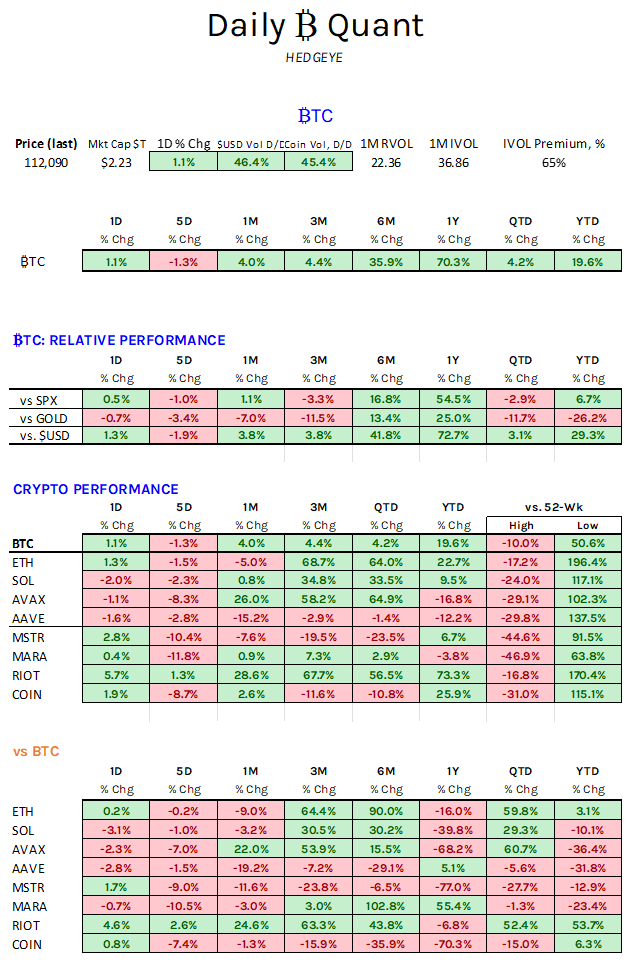 Daily ₿ Quant
HEDGEYE
₿TC
Price (last) Mkt Cap $T 1D % Chg $USD Vol D/D Coin Vol, D/D 1M RVOL 1M IVOL IVOL Premium, %
112,090 $2.23 1.1% 46.4% 45.4% 22.36 36.86 65%
1D 5D 1M 3M 6M 1Y QTD YTD
% Chg % Chg % Chg % Chg % Chg % Chg % Chg % Chg
₿TC 1.1% -1.3% 4.0% 4.4% 35.9% 70.3% 4.2% 19.6%
₿TC: RELATIVE PERFORMANCE
1D 5D 1M 3M 6M 1Y QTD YTD
% Chg % Chg % Chg % Chg % Chg % Chg % Chg % Chg
vs SPX 0.5% -1.0% 1.1% -3.3% 16.8% 54.5% -2.9% 6.7%
vs GOLD -0.7% -3.4% -7.0% -11.5% 13.4% 25.0% -11.7% -26.2%
vs. $USD 1.3% -1.9% 3.8% 3.8% 41.8% 72.7% 3.1% 29.3%
CRYPTO PERFORMANCE
1D 5D 1M 3M QTD YTD vs. 52-Wk
% Chg % Chg % Chg % Chg % Chg % Chg High Low
BTC 1.1% -1.3% 4.0% 4.4% 4.2% 19.6% -10.0% 50.6%
ETH 1.3% -1.5% -5.0% 68.7% 64.0% 22.7% -17.2% 196.4%
SOL -2.0% -2.3% 0.8% 34.8% 33.5% 9.5% -24.0% 117.1%
AVAX -1.1% -8.3% 26.0% 58.2% 64.9% -16.8% -29.1% 102.3%
AAVE -1.6% -2.8% -15.2% -2.9% -1.4% -12.2% -29.8% 137.5%
MSTR 2.8% -10.4% -7.6% -19.5% -23.5% 6.7% -44.6% 91.5%
MARA 0.4% -11.8% 0.9% 7.3% 2.9% -3.8% -46.9% 63.8%
RIOT 5.7% 1.3% 28.6% 67.7% 56.5% 73.3% -16.8% 170.4%
COIN 1.9% -8.7% 2.6% -11.6% -10.8% 25.9% -31.0% 115.1%
vs BTC
1D 5D 1M 3M 6M 1Y QTD YTD
% Chg % Chg % Chg % Chg % Chg % Chg % Chg % Chg
ETH 0.2% -0.2% -9.0% 64.4% 90.0% -16.0% 59.8% 3.1%
SOL -3.1% -1.0% -3.2% 30.5% 30.2% -39.8% 29.3% -10.1%
AVAX -2.3% -7.0% 22.0% 53.9% 15.5% -68.2% 60.7% -36.4%
AAVE -2.8% -1.5% -19.2% -7.2% -29.1% 5.1% -5.6% -31.8%
MSTR 1.7% -9.0% -11.6% -23.8% -6.5% -77.0% -27.7% -12.9%
MARA -0.7% -10.5% -3.0% 3.0% 102.8% 55.4% -1.3% -23.4%
RIOT 4.6% 2.6% 24.6% 63.3% 43.8% -6.8% 52.4% 53.7%
COIN 0.8% -7.4% -1.3% -15.9% -35.9% -70.3% -15.0% 6.3%